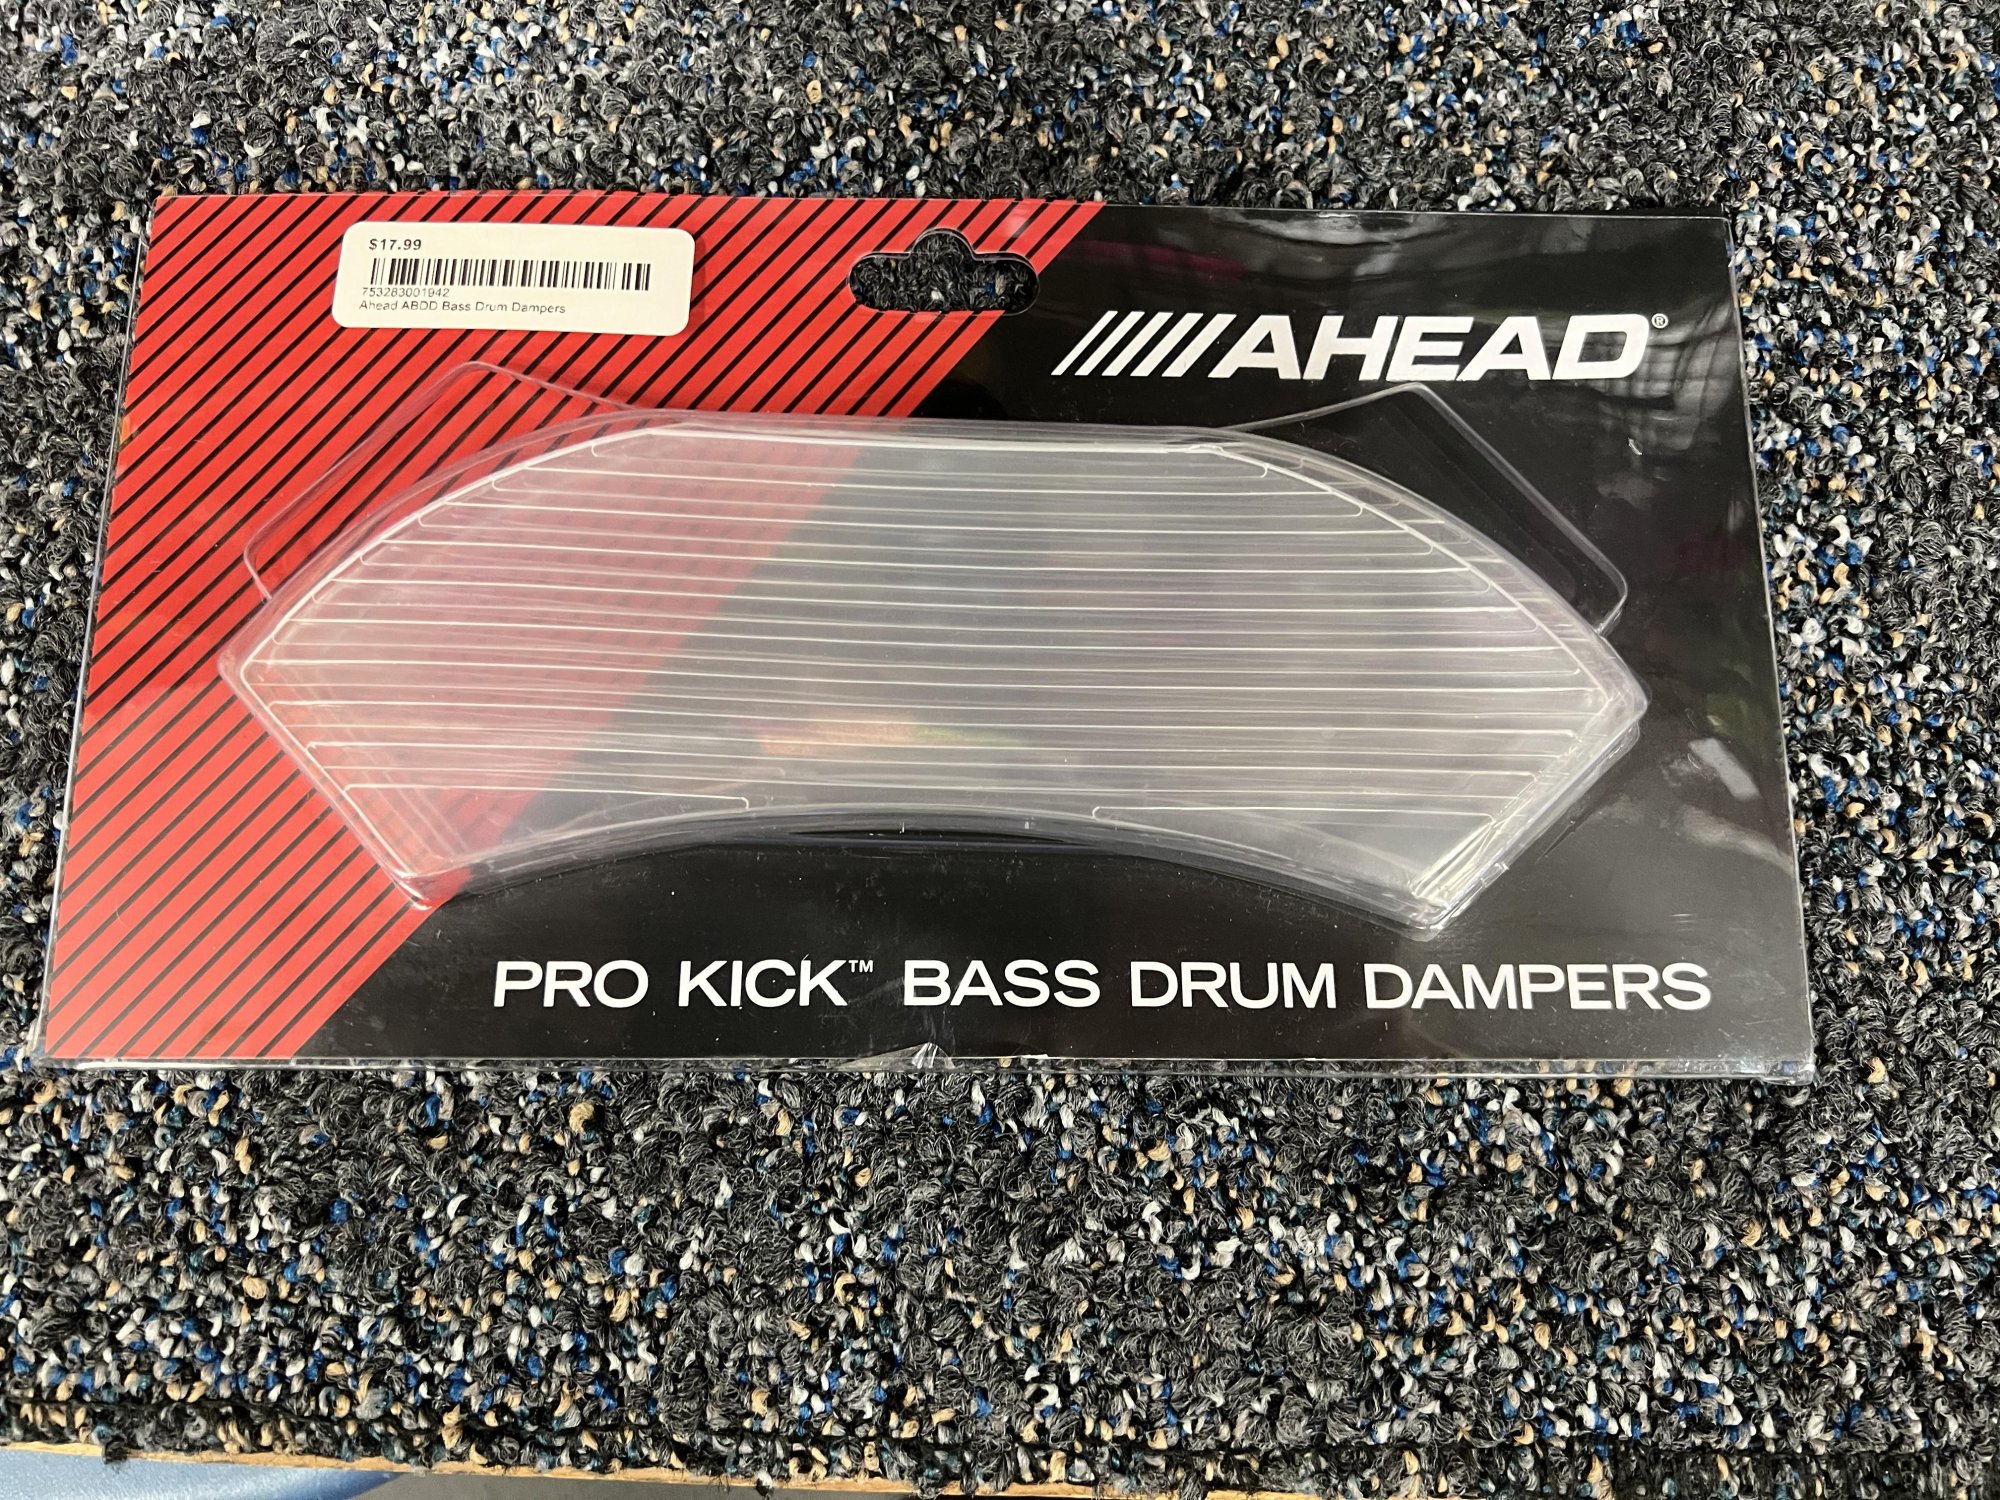 $17.99
753283001942
Ahead ABDD Bass Drum Dampers
AHEAD®
PRO KICK™ BASS DRUM DAMPERS